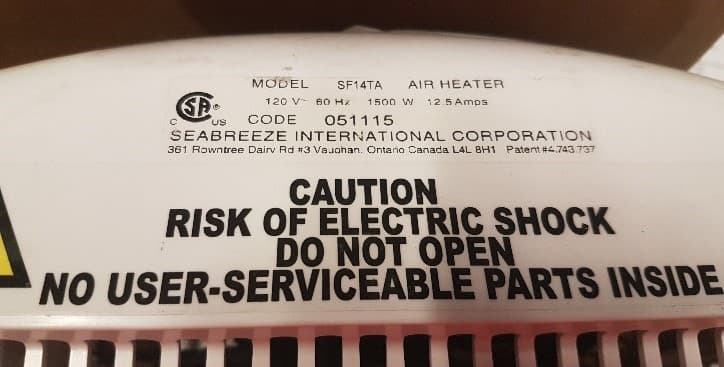 MODEL SF14TA AIR HEATER
120 V~ 60 Hz 1500 W 12.5 Amps
SA ®
C US CODE 051115
SEABREEZE INTERNATIONAL CORPORATION
361 Rowntree Dairy Rd #3 Vaughan, Ontario Canada L4L 8H1 Patent #4,743,737
CAUTION
RISK OF ELECTRIC SHOCK
DO NOT OPEN
NO USER-SERVICEABLE PARTS INSIDE